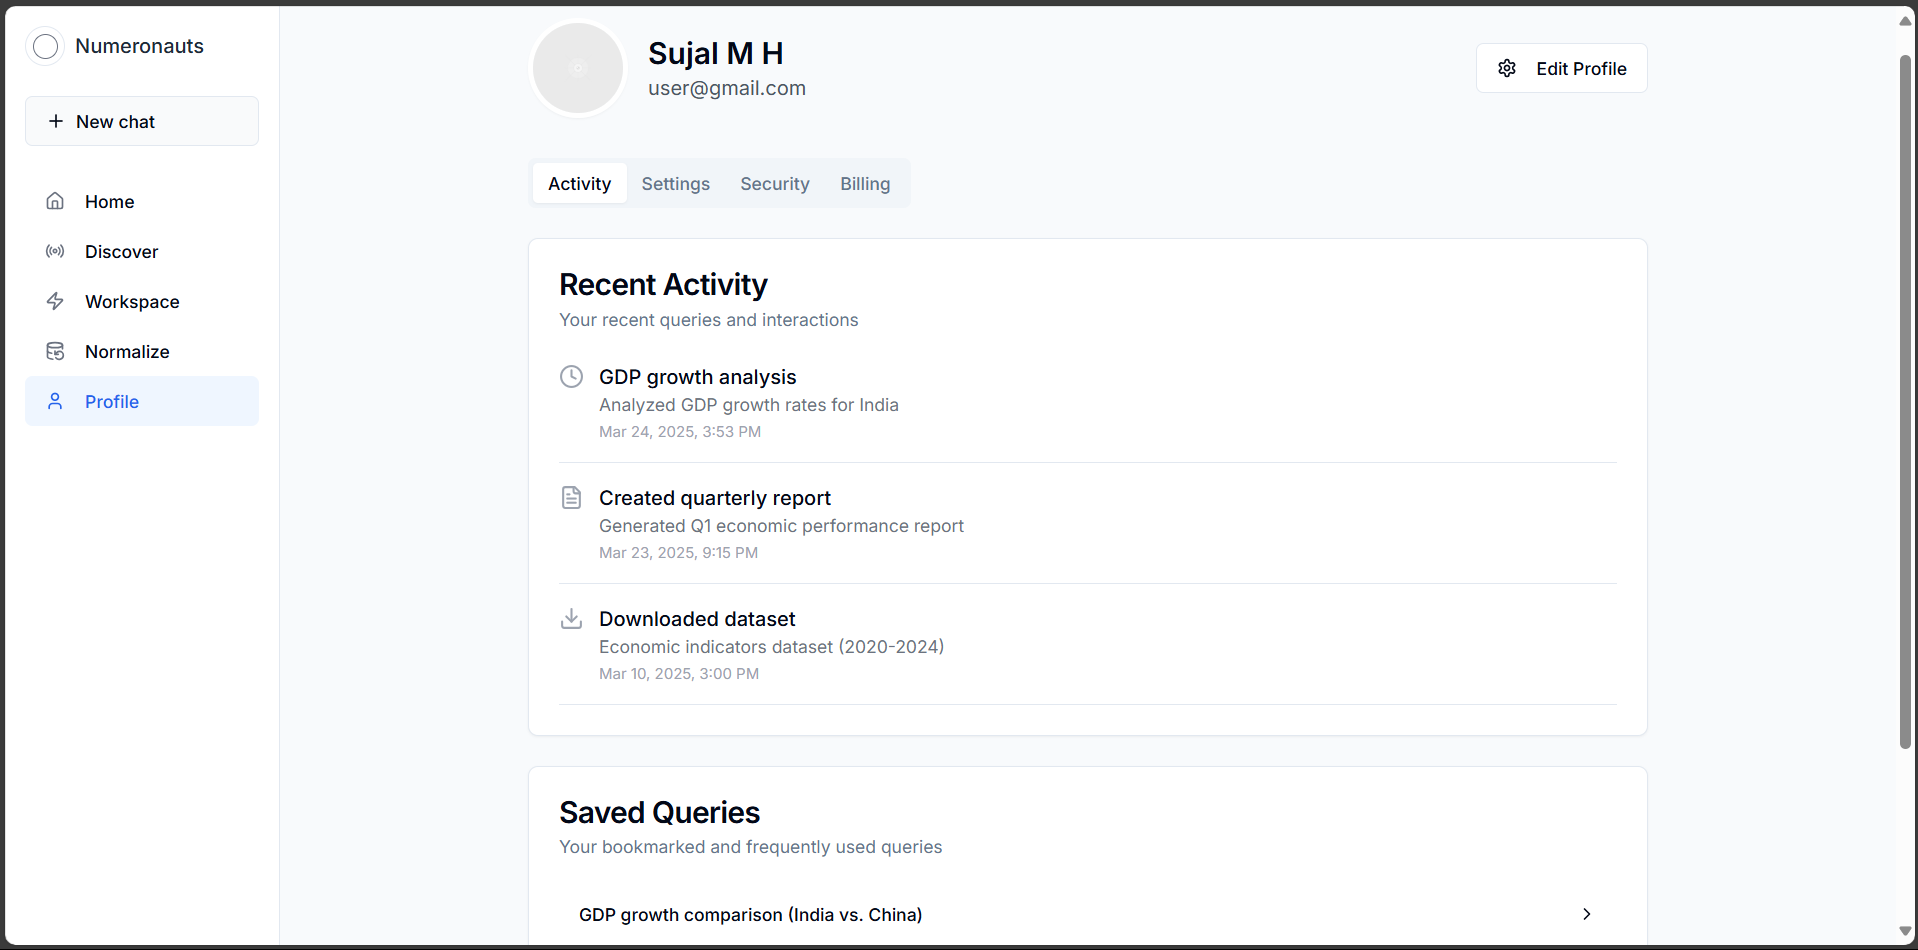 Numeronauts
New chat
Home
Discover
Workspace
Normalize
Profile
Sujal M H
user@gmail.com
Edit Profile
Activity Settings Security Billing
Recent Activity
Your recent queries and interactions
GDP growth analysis
Analyzed GDP growth rates for India
Mar 24, 2025, 3:53 PM
Created quarterly report
Generated Q1 economic performance report
Mar 23, 2025, 9:15 PM
Downloaded dataset
Economic indicators dataset (2020-2024)
Mar 10, 2025, 3:00 PM
Saved Queries
Your bookmarked and frequently used queries
GDP growth comparison (India vs. China)